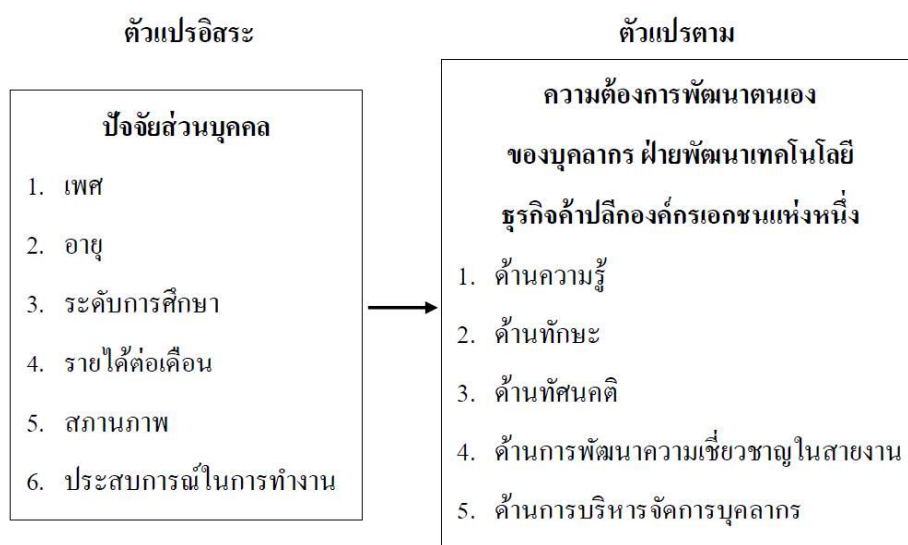 ตัวแปรอิสระ
ปัจจัยส่วนบุคคล
1. เพศ
2. อายุ
3. ระดับการศึกษา
4. รายได้ต่อเดือน
5. สภานภาพ
6. ประสบการณ์ในการทำงาน
ตัวแปรตาม
ความต้องการพัฒนาตนเอง
ของบุคลากร ฝ่ายพัฒนาเทคโนโลยี
ธุรกิจค้าปลีกองค์กรเอกชนแห่งหนึ่ง
1. ด้านความรู้
2. ด้านทักษะ
3. ด้านทัศนคติ
4. ด้านการพัฒนาความเชี่ยวชาญในสายงาน
5. ด้านการบริหารจัดการบุคลากร